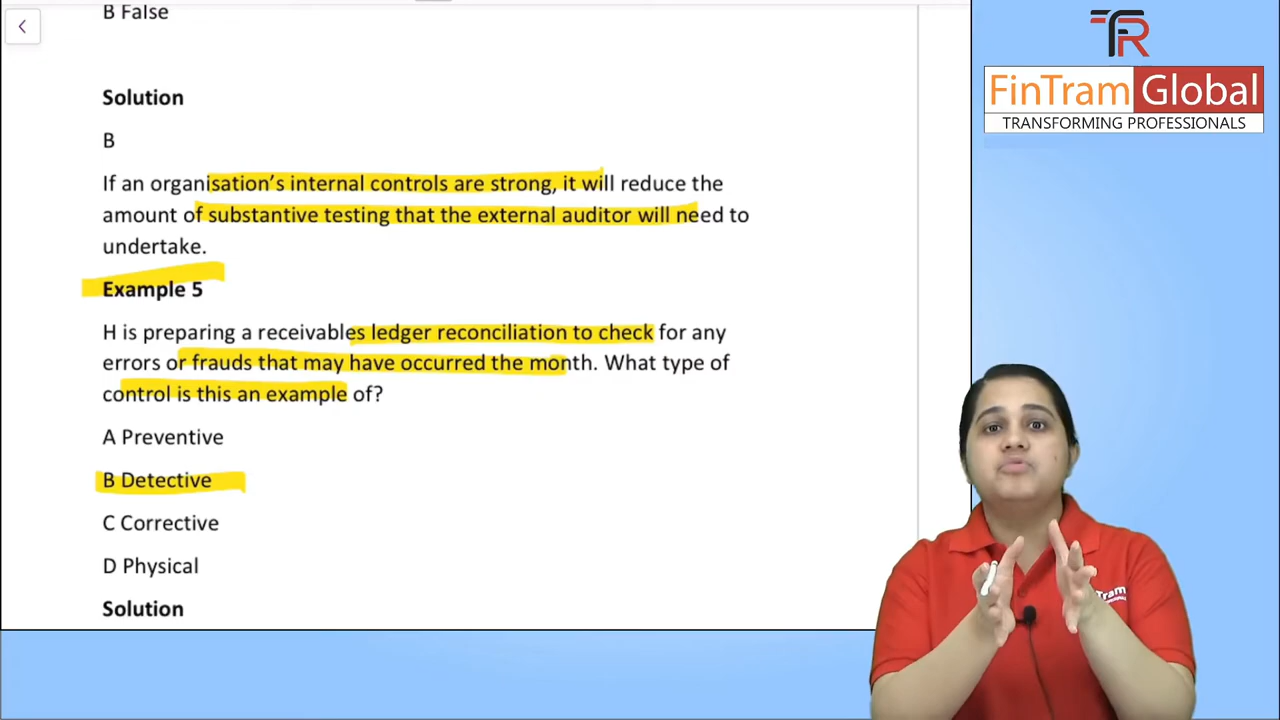 B False
Solution
B
If an organisation’s internal controls are strong, it will reduce the
amount of substantive testing that the external auditor will need to
undertake.
Example 5
H is preparing a receivables ledger reconciliation to check for any
errors or frauds that may have occurred the month. What type of
control is this an example of?
A Preventive
B Detective
C Corrective
D Physical
Solution
FinTram Global
TRANSFORMING PROFESSIONALS